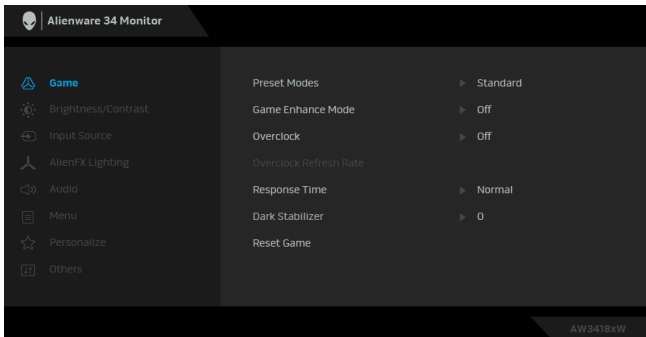 Alienware 34 Monitor
Game
Preset Modes Standard
Brightness/Contrast
Game Enhance Mode Off
Input Source
Overclock Off
AlienFX Lighting
Overclock Refresh Rate
Audio
Response Time Normal
Menu
Dark Stabilizer 0
Personalize
Reset Game
Others
AW3418xW